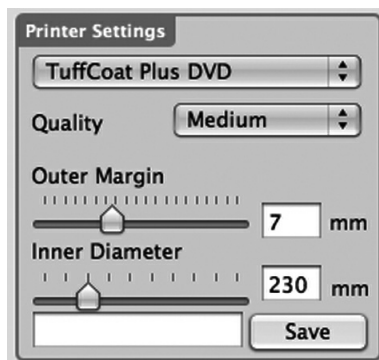 Printer Settings
TuffCoat Plus DVD
Quality Medium
Outer Margin
7 mm
Inner Diameter
230 mm
Save